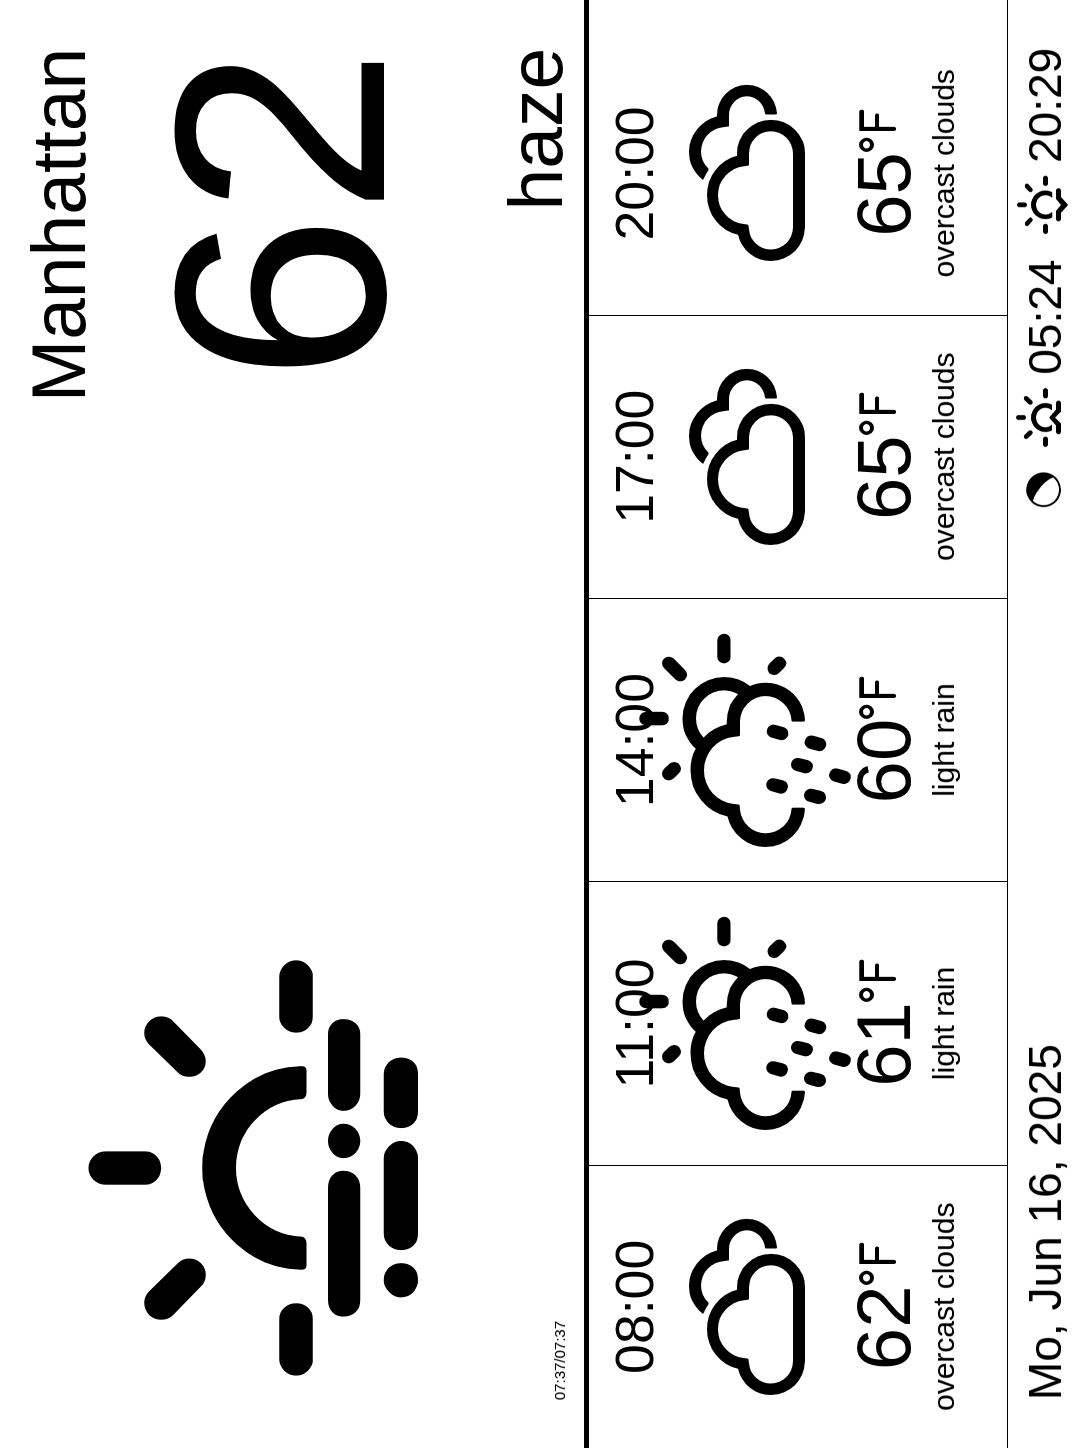 Manhattan
62
haze
07:37/07:37
08:00 11:00 14:00 17:00 20:00
62°F 61°F 60°F 65°F 65°F
overcast clouds light rain light rain overcast clouds overcast clouds
Mo, Jun 16, 2025 05:24 20:29